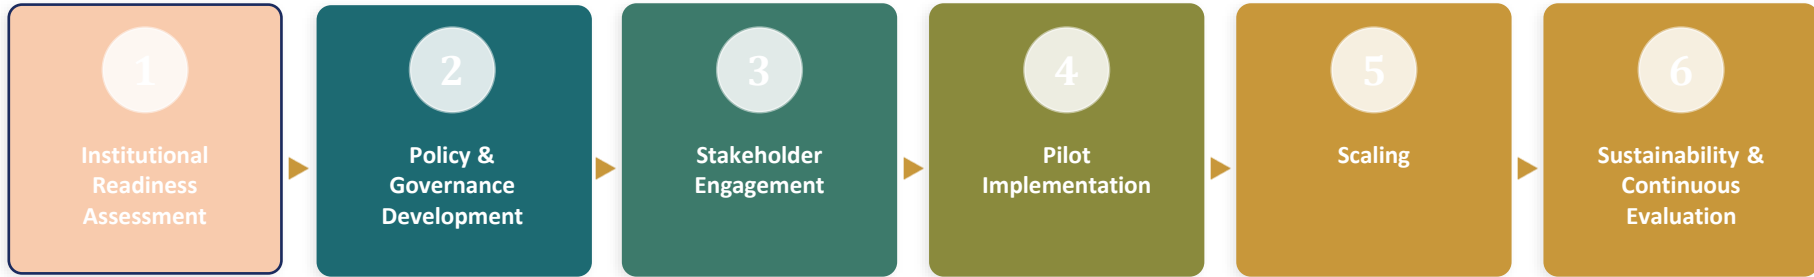 1
Institutional
Readiness
Assessment
2
Policy &
Governance
Development
3
Stakeholder
Engagement
4
Pilot
Implementation
5
Scaling
6
Sustainability &
Continuous
Evaluation